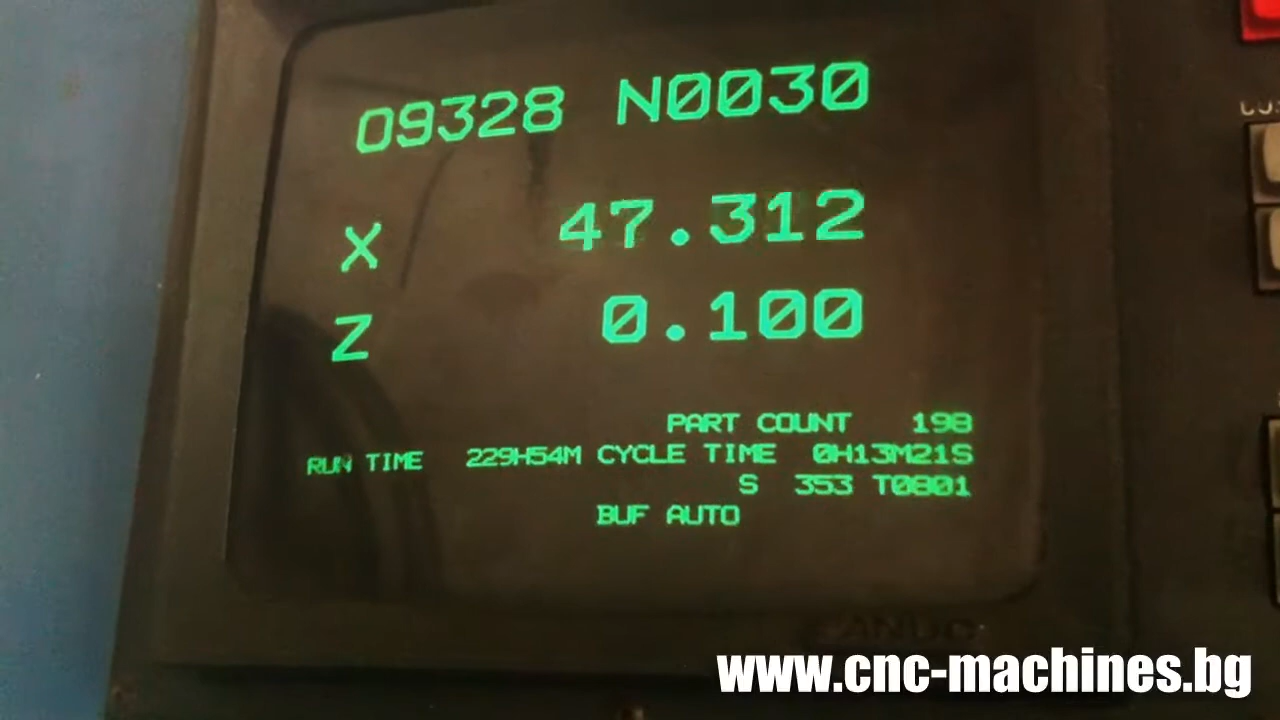 O9328 N0030
X 47.312
Z 0.100
PART COUNT 198
RUN TIME 229H54M CYCLE TIME 0H13M21S
S 353 T0801
BUF AUTO
FANUC
www.cnc-machines.bg